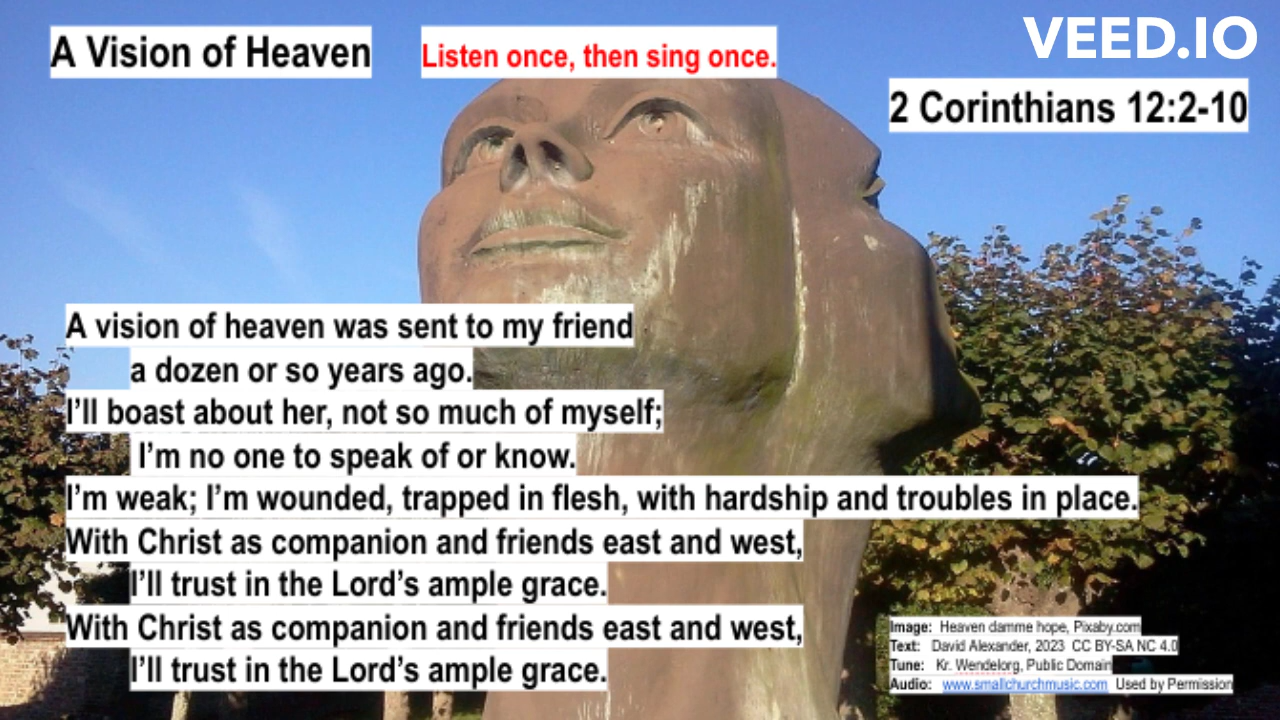 A Vision of Heaven
Listen once, then sing once.
VEED.IO
2 Corinthians 12:2-10
A vision of heaven was sent to my friend
a dozen or so years ago.
I'll boast about her, not so much of myself;
I'm no one to speak of or know.
I'm weak; I'm wounded, trapped in flesh, with hardship and troubles in place.
With Christ as companion and friends east and west,
I'll trust in the Lord's ample grace.
With Christ as companion and friends east and west,
I'll trust in the Lord's ample grace.
Image: Heaven damme hope, Pixaby.com
Text: David Alexander, 2023 CC BY-SA NC 4.0
Tune: Kr. Wendelorg, Public Domain
Audio: www.smallchurchmusic.com Used by Permission